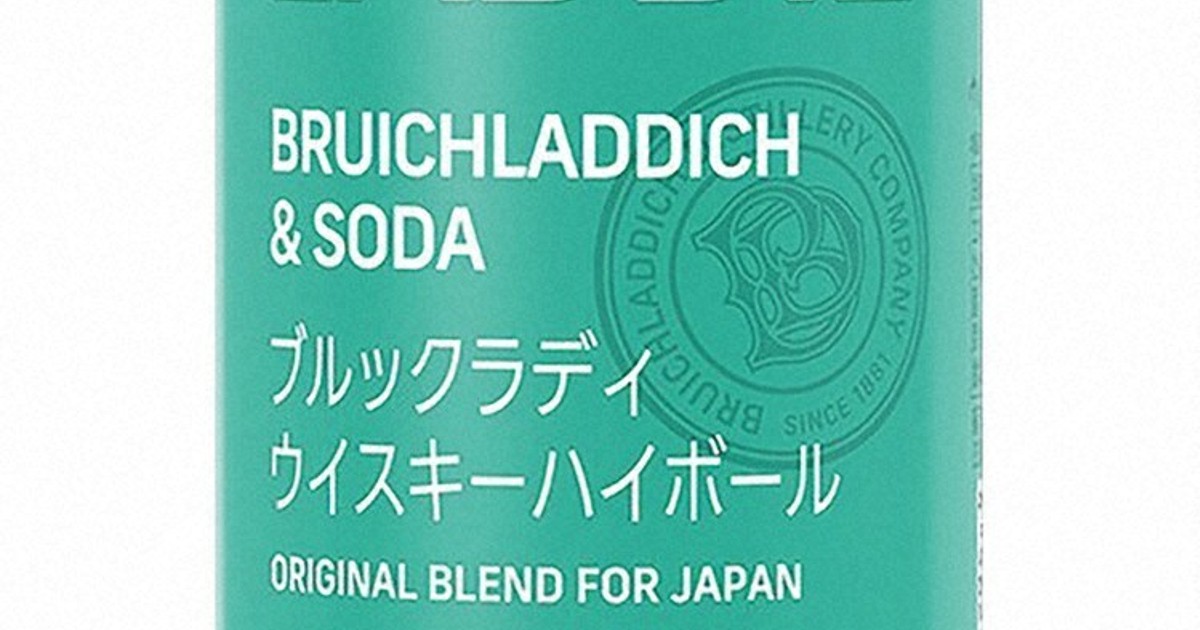 BRUICHLADDICH
& SODA
ブルックラディ
ウイスキーハイボール
ORIGINAL BLEND FOR JAPAN
BRUICHLADDICH DISTILLERY COMPANY
SINCE 1881